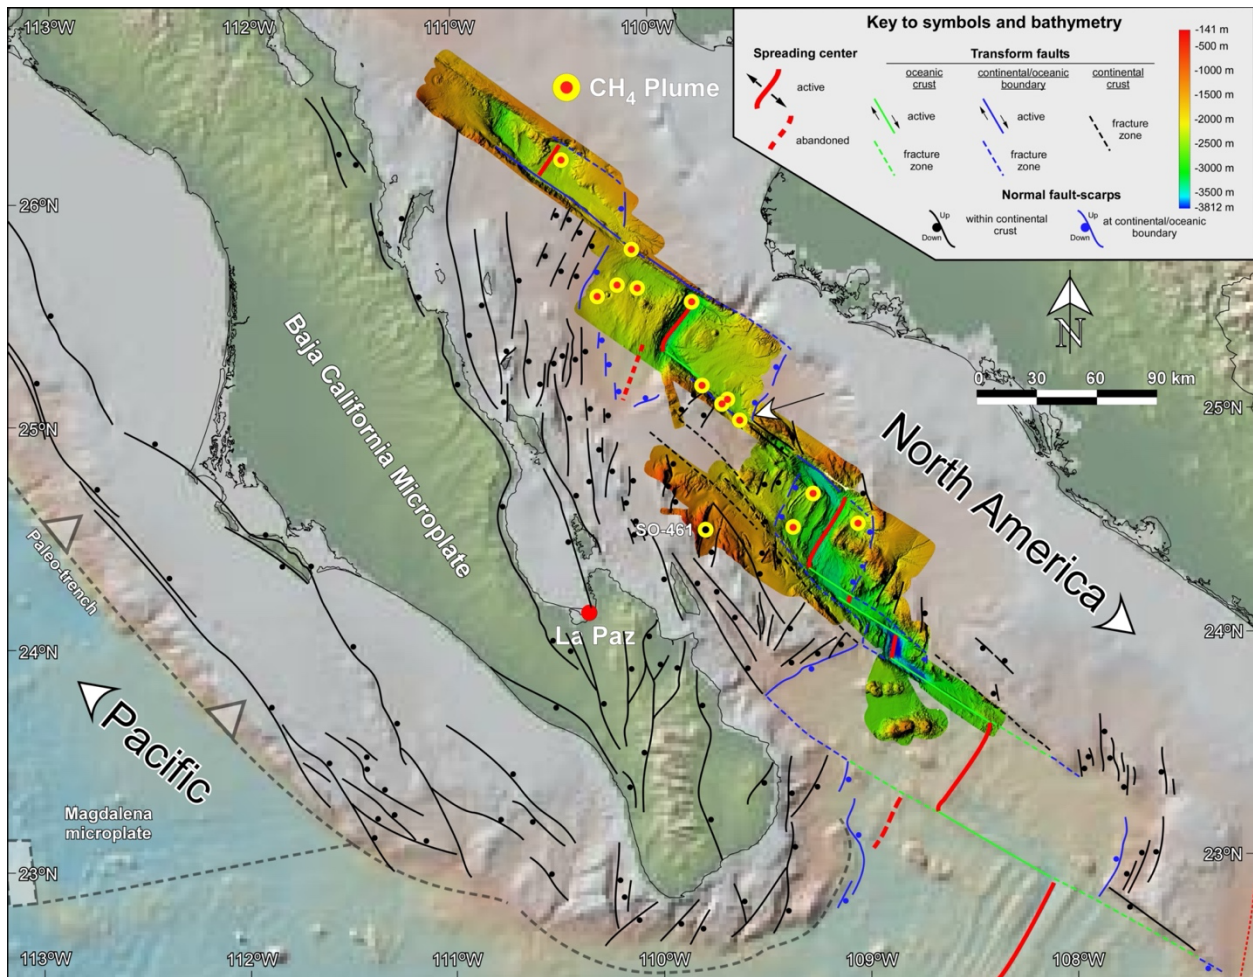 113°W
112°W
111°W
110°W
CH4 Plume
Key to symbols and bathymetry
Spreading center
active
abandoned
Transform faults
oceanic
crust
continental/oceanic
boundary
continental
crust
active
active
fracture
zone
fracture
zone
fracture
zone
Normal fault-scarps
Up
Down
within continental
crust
Up
Down
at continental/oceanic
boundary
-141 m
-500 m
-1000 m
-1500 m
-2000 m
-2500 m
-3000 m
-3500 m
-3812 m
26°N
N
0 30 60 90 km
25°N
25°N
Baja California Microplate
North America
SO-461
Paleo-trench
La Paz
24°N
24°N
Pacific
Magdalena
microplate
23°N
23°N
113°W
112°W
111°W
110°W
109°W
108°W